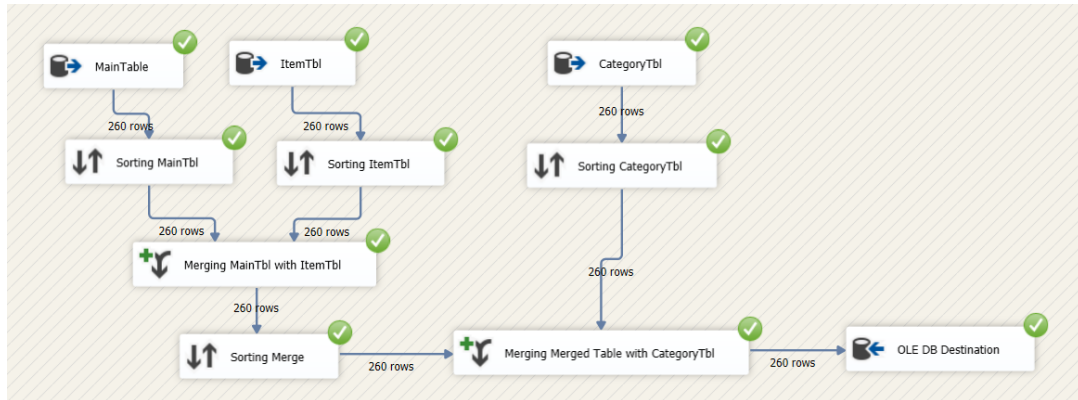 MainTable
ItemTbl
CategoryTbl
260 rows
260 rows
260 rows
Sorting MainTbl
Sorting ItemTbl
Sorting CategoryTbl
260 rows
260 rows
Merging MainTbl with ItemTbl
260 rows
260 rows
Sorting Merge
260 rows
Merging Merged Table with CategoryTbl
260 rows
OLE DB Destination